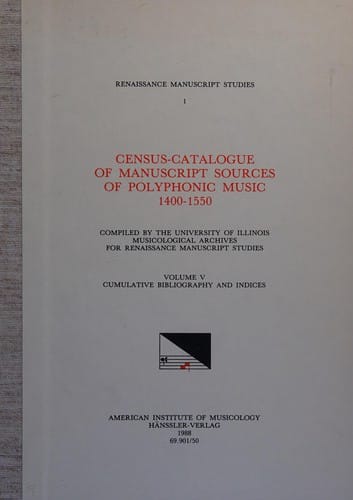 RENAISSANCE MANUSCRIPT STUDIES
1
CENSUS-CATALOGUE
OF MANUSCRIPT SOURCES
OF POLYPHONIC MUSIC
1400-1550
COMPILED BY THE UNIVERSITY OF ILLINOIS
MUSICOLOGICAL ARCHIVES
FOR RENAISSANCE MANUSCRIPT STUDIES
VOLUME V
CUMULATIVE BIBLIOGRAPHY AND INDICES
AMERICAN INSTITUTE OF MUSICOLOGY
HÄNSSLER-VERLAG
1988
69.901/50